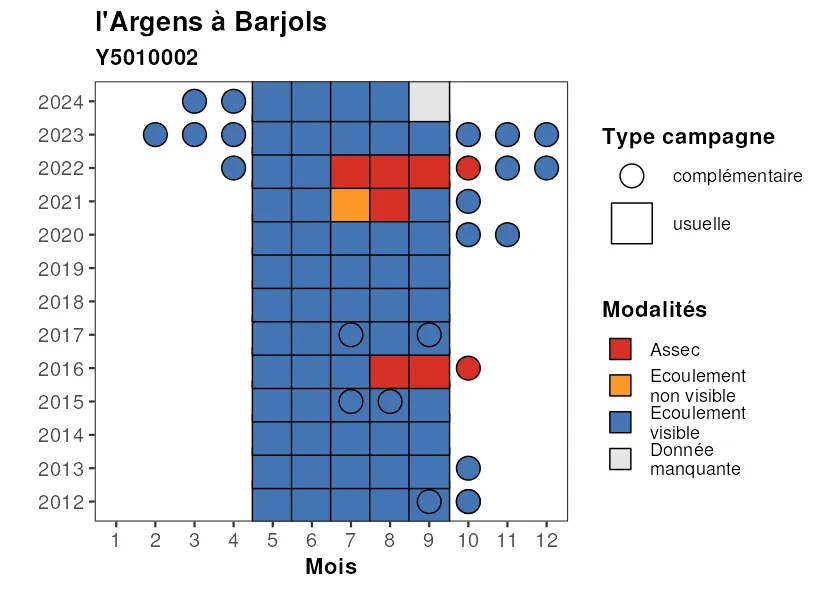 l'Argens à Barjols
Y5010002
2024
2023
2022
2021
2020
2019
2018
2017
2016
2015
2014
2013
2012
1 2 3 4 5 6 7 8 9 10 11 12
Mois
Type campagne
complémentaire
usuelle
Modalités
Assec
Ecoulement
non visible
Ecoulement
visible
Donnée
manquante